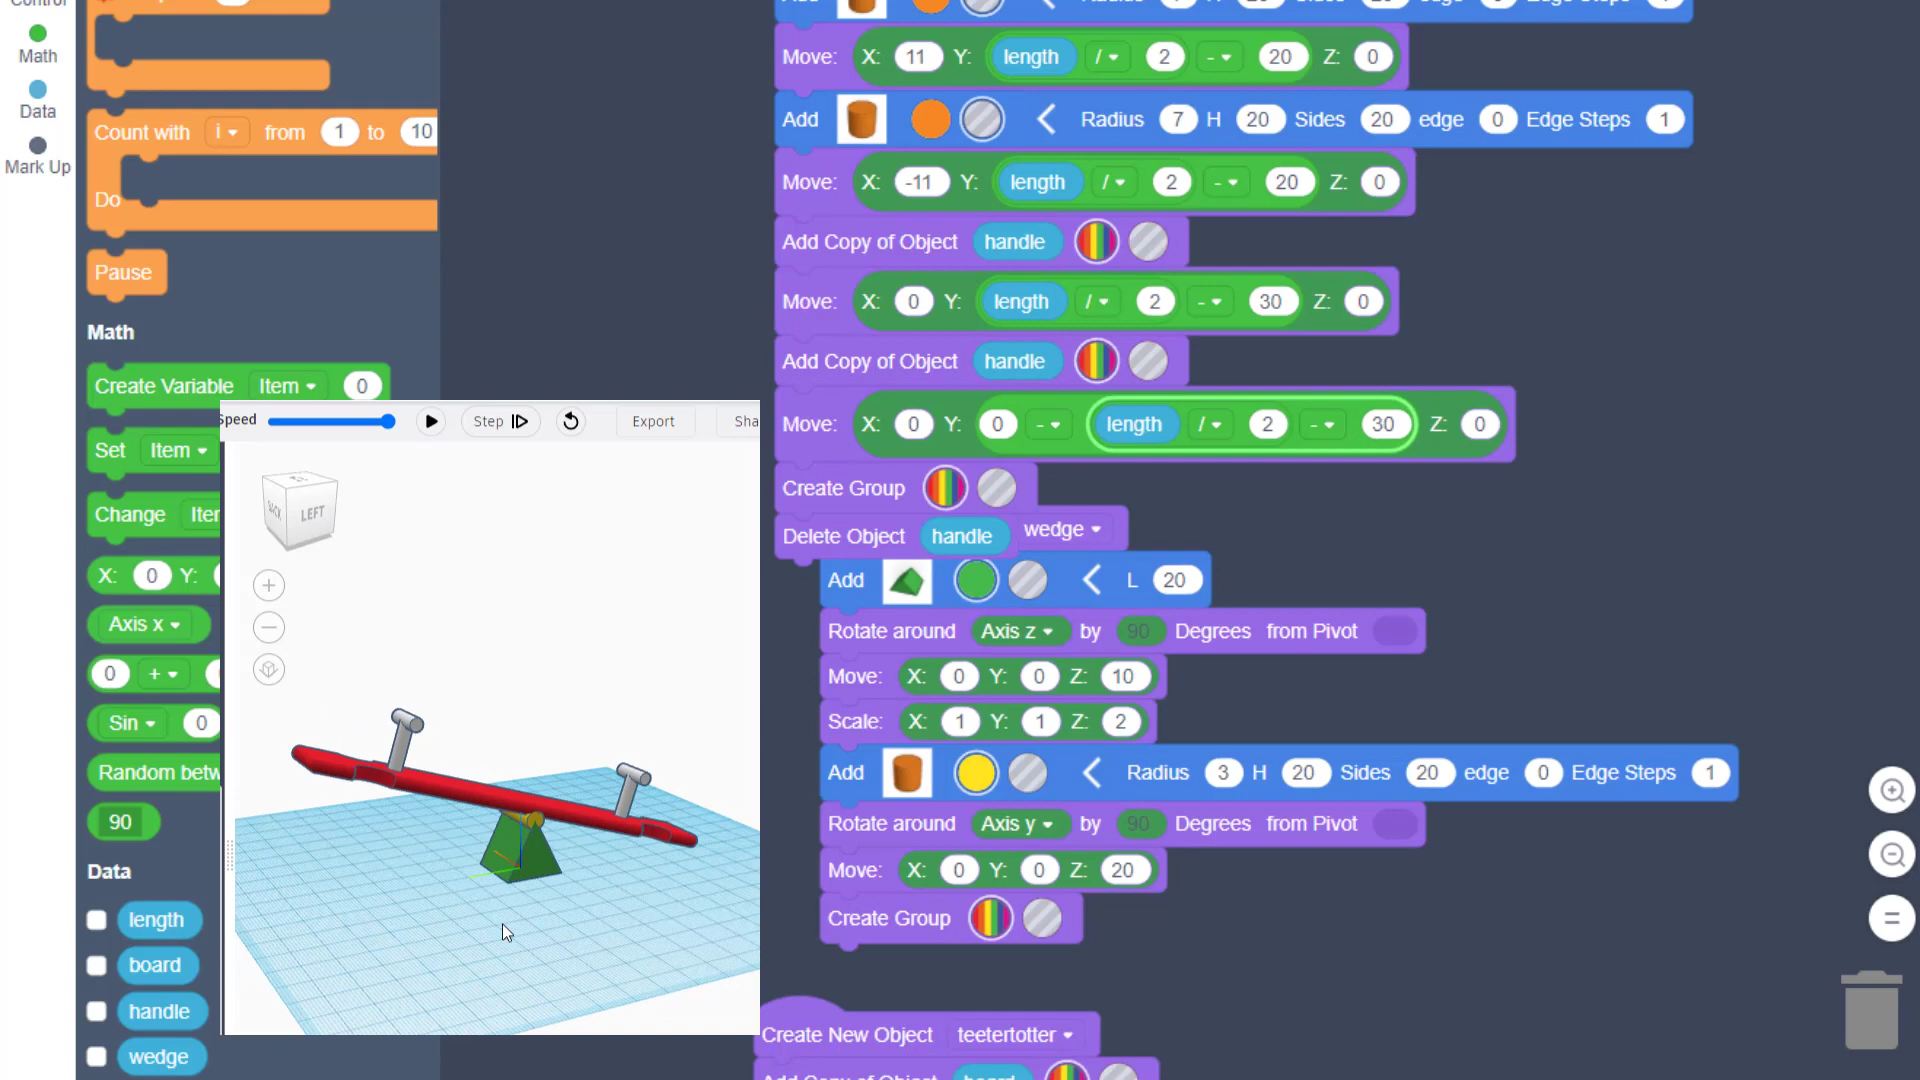 Control
Math
Data
Mark Up
Count with i from 1 to 10
Do
Pause
Math
Create Variable Item 0
Set Item
Change
X: 0 Y:
Axis x
0 +
Sin 0
Random
90
Data
length
board
handle
wedge
Speed
Step
Export
BACK
LEFT
Move: X: 11 Y: length / 2 - 20 Z: 0
Add Radius 7 H 20 Sides 20 edge 0 Edge Steps 1
Move: X: -11 Y: length / 2 - 20 Z: 0
Add Copy of Object handle
Move: X: 0 Y: length / 2 - 30 Z: 0
Add Copy of Object handle
Move: X: 0 Y: 0 - length / 2 - 30 Z: 0
Create Group
Delete Object handle
wedge
Add L 20
Rotate around Axis z by 90 Degrees from Pivot
Move: X: 0 Y: 0 Z: 10
Scale: X: 1 Y: 1 Z: 2
Add Radius 3 H 20 Sides 20 edge 0 Edge Steps 1
Rotate around Axis y by 90 Degrees from Pivot
Move: X: 0 Y: 0 Z: 20
Create Group
Create New Object teetertotter
Add Copy of Object board